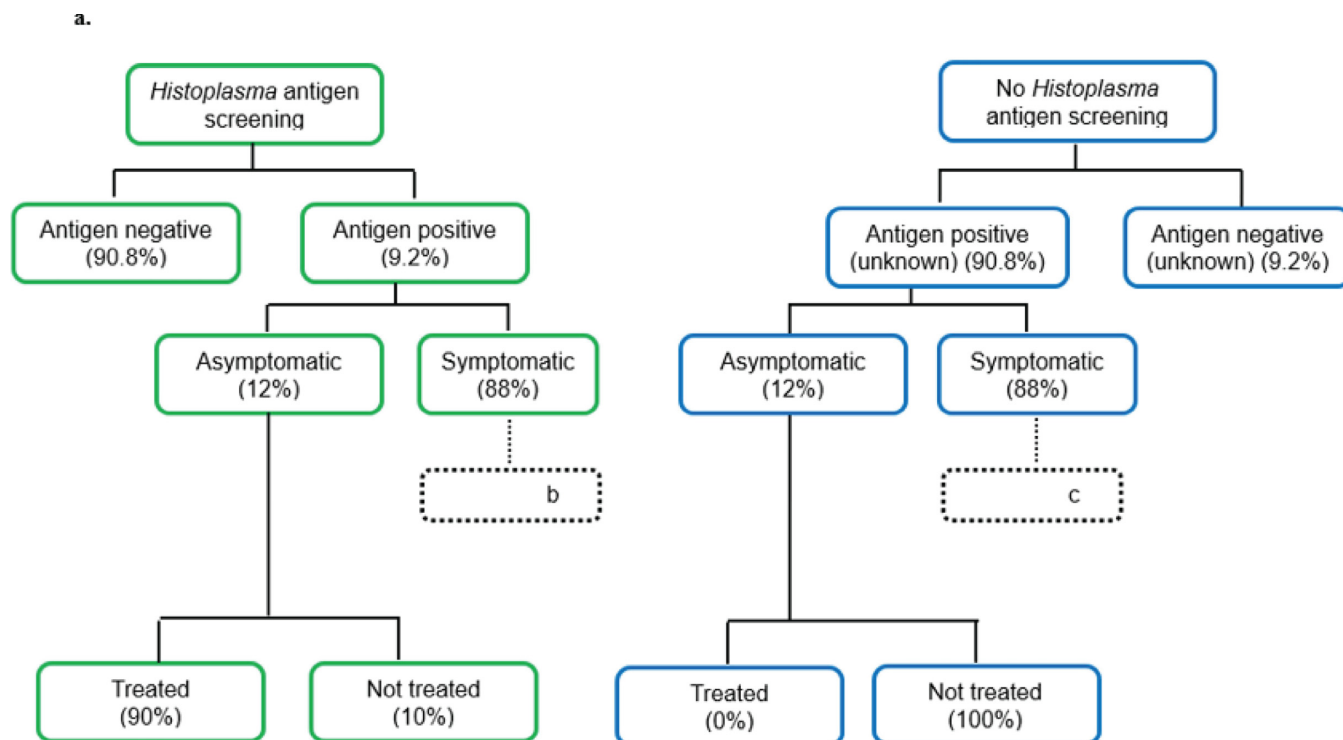 a.
Histoplasma antigen
screening
Antigen negative
(90.8%)
Antigen positive
(9.2%)
Asymptomatic
(12%)
Symptomatic
(88%)
b
Treated
(90%)
Not treated
(10%)
No Histoplasma
antigen screening
Antigen positive
(unknown) (90.8%)
Antigen negative
(unknown) (9.2%)
Asymptomatic
(12%)
Symptomatic
(88%)
c
Treated
(0%)
Not treated
(100%)